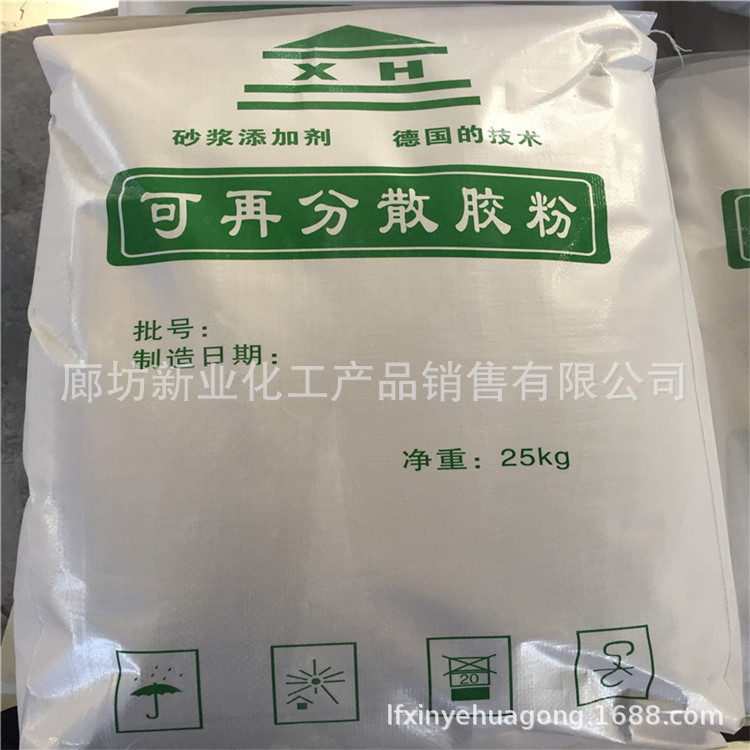 XH
砂浆添加剂 德国的技术
可再分散胶粉
批号:
制造日期:
廊坊新业化工产品销售有限公司
净重: 25kg
20
lfxinyehuagong.1688.com